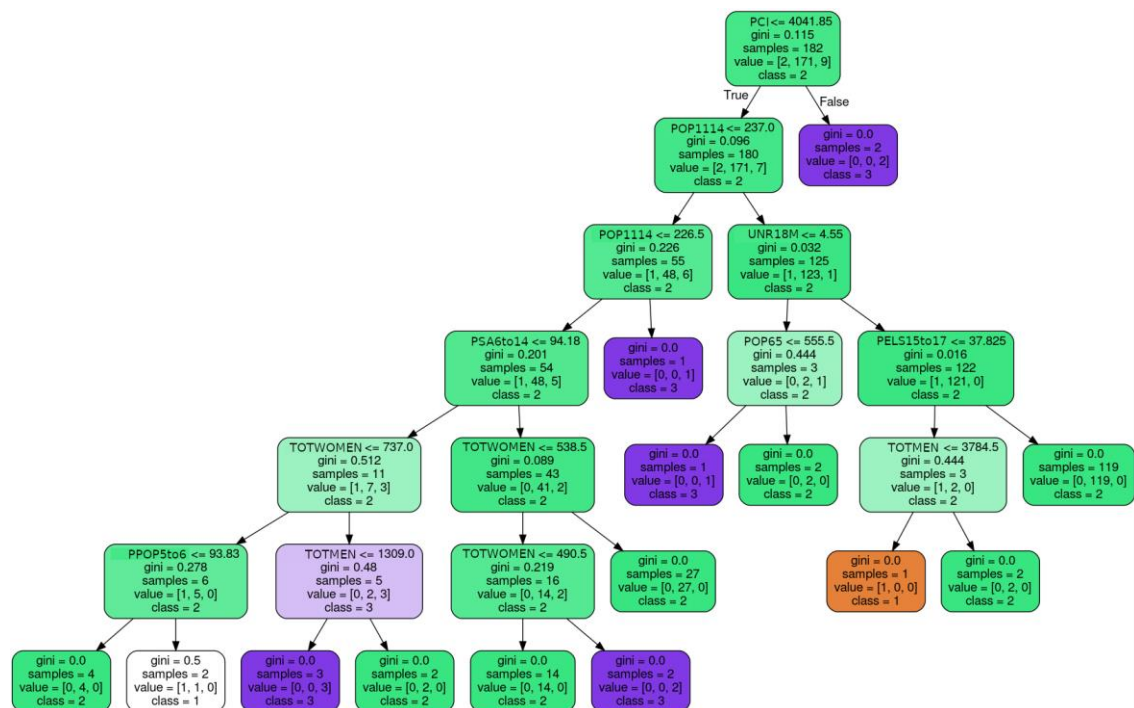 PCI<= 4041.85
gini = 0.115
samples = 182
value = [2, 171, 9]
class = 2
True
False
POP1114 <= 237.0
gini = 0.096
samples = 180
value = [2, 171, 7]
class = 2
gini = 0.0
samples = 2
value = [0, 0, 2]
class = 3
POP1114 <= 226.5
gini = 0.226
samples = 55
value = [1, 48, 6]
class = 2
UNR18M <= 4.55
gini = 0.032
samples = 125
value = [1, 123, 1]
class = 2
PSA6to14 <= 94.18
gini = 0.201
samples = 54
value = [1, 48, 5]
class = 2
gini = 0.0
samples = 1
value = [0, 0, 1]
class = 3
POP65 <= 555.5
gini = 0.444
samples = 3
value = [0, 2, 1]
class = 2
PELS15to17 <= 37.825
gini = 0.016
samples = 122
value = [1, 121, 0]
class = 2
TOTWOMEN <= 737.0
gini = 0.512
samples = 11
value = [1, 7, 3]
class = 2
TOTWOMEN <= 538.5
gini = 0.089
samples = 43
value = [0, 41, 2]
class = 2
gini = 0.0
samples = 1
value = [0, 0, 1]
class = 3
gini = 0.0
samples = 2
value = [0, 2, 0]
class = 2
TOTMEN <= 3784.5
gini = 0.444
samples = 3
value = [1, 2, 0]
class = 2
gini = 0.0
samples = 119
value = [0, 119, 0]
class = 2
PPOP5to6 <= 93.83
gini = 0.278
samples = 6
value = [1, 5, 0]
class = 2
TOTMEN <= 1309.0
gini = 0.48
samples = 5
value = [0, 2, 3]
class = 3
TOTWOMEN <= 490.5
gini = 0.219
samples = 16
value = [0, 14, 2]
class = 2
gini = 0.0
samples = 27
value = [0, 27, 0]
class = 2
gini = 0.0
samples = 1
value = [1, 0, 0]
class = 1
gini = 0.0
samples = 2
value = [0, 2, 0]
class = 2
gini = 0.0
samples = 4
value = [0, 4, 0]
class = 2
gini = 0.5
samples = 2
value = [1, 1, 0]
class = 1
gini = 0.0
samples = 3
value = [0, 0, 3]
class = 3
gini = 0.0
samples = 2
value = [0, 2, 0]
class = 2
gini = 0.0
samples = 14
value = [0, 14, 0]
class = 2
gini = 0.0
samples = 2
value = [0, 0, 2]
class = 3